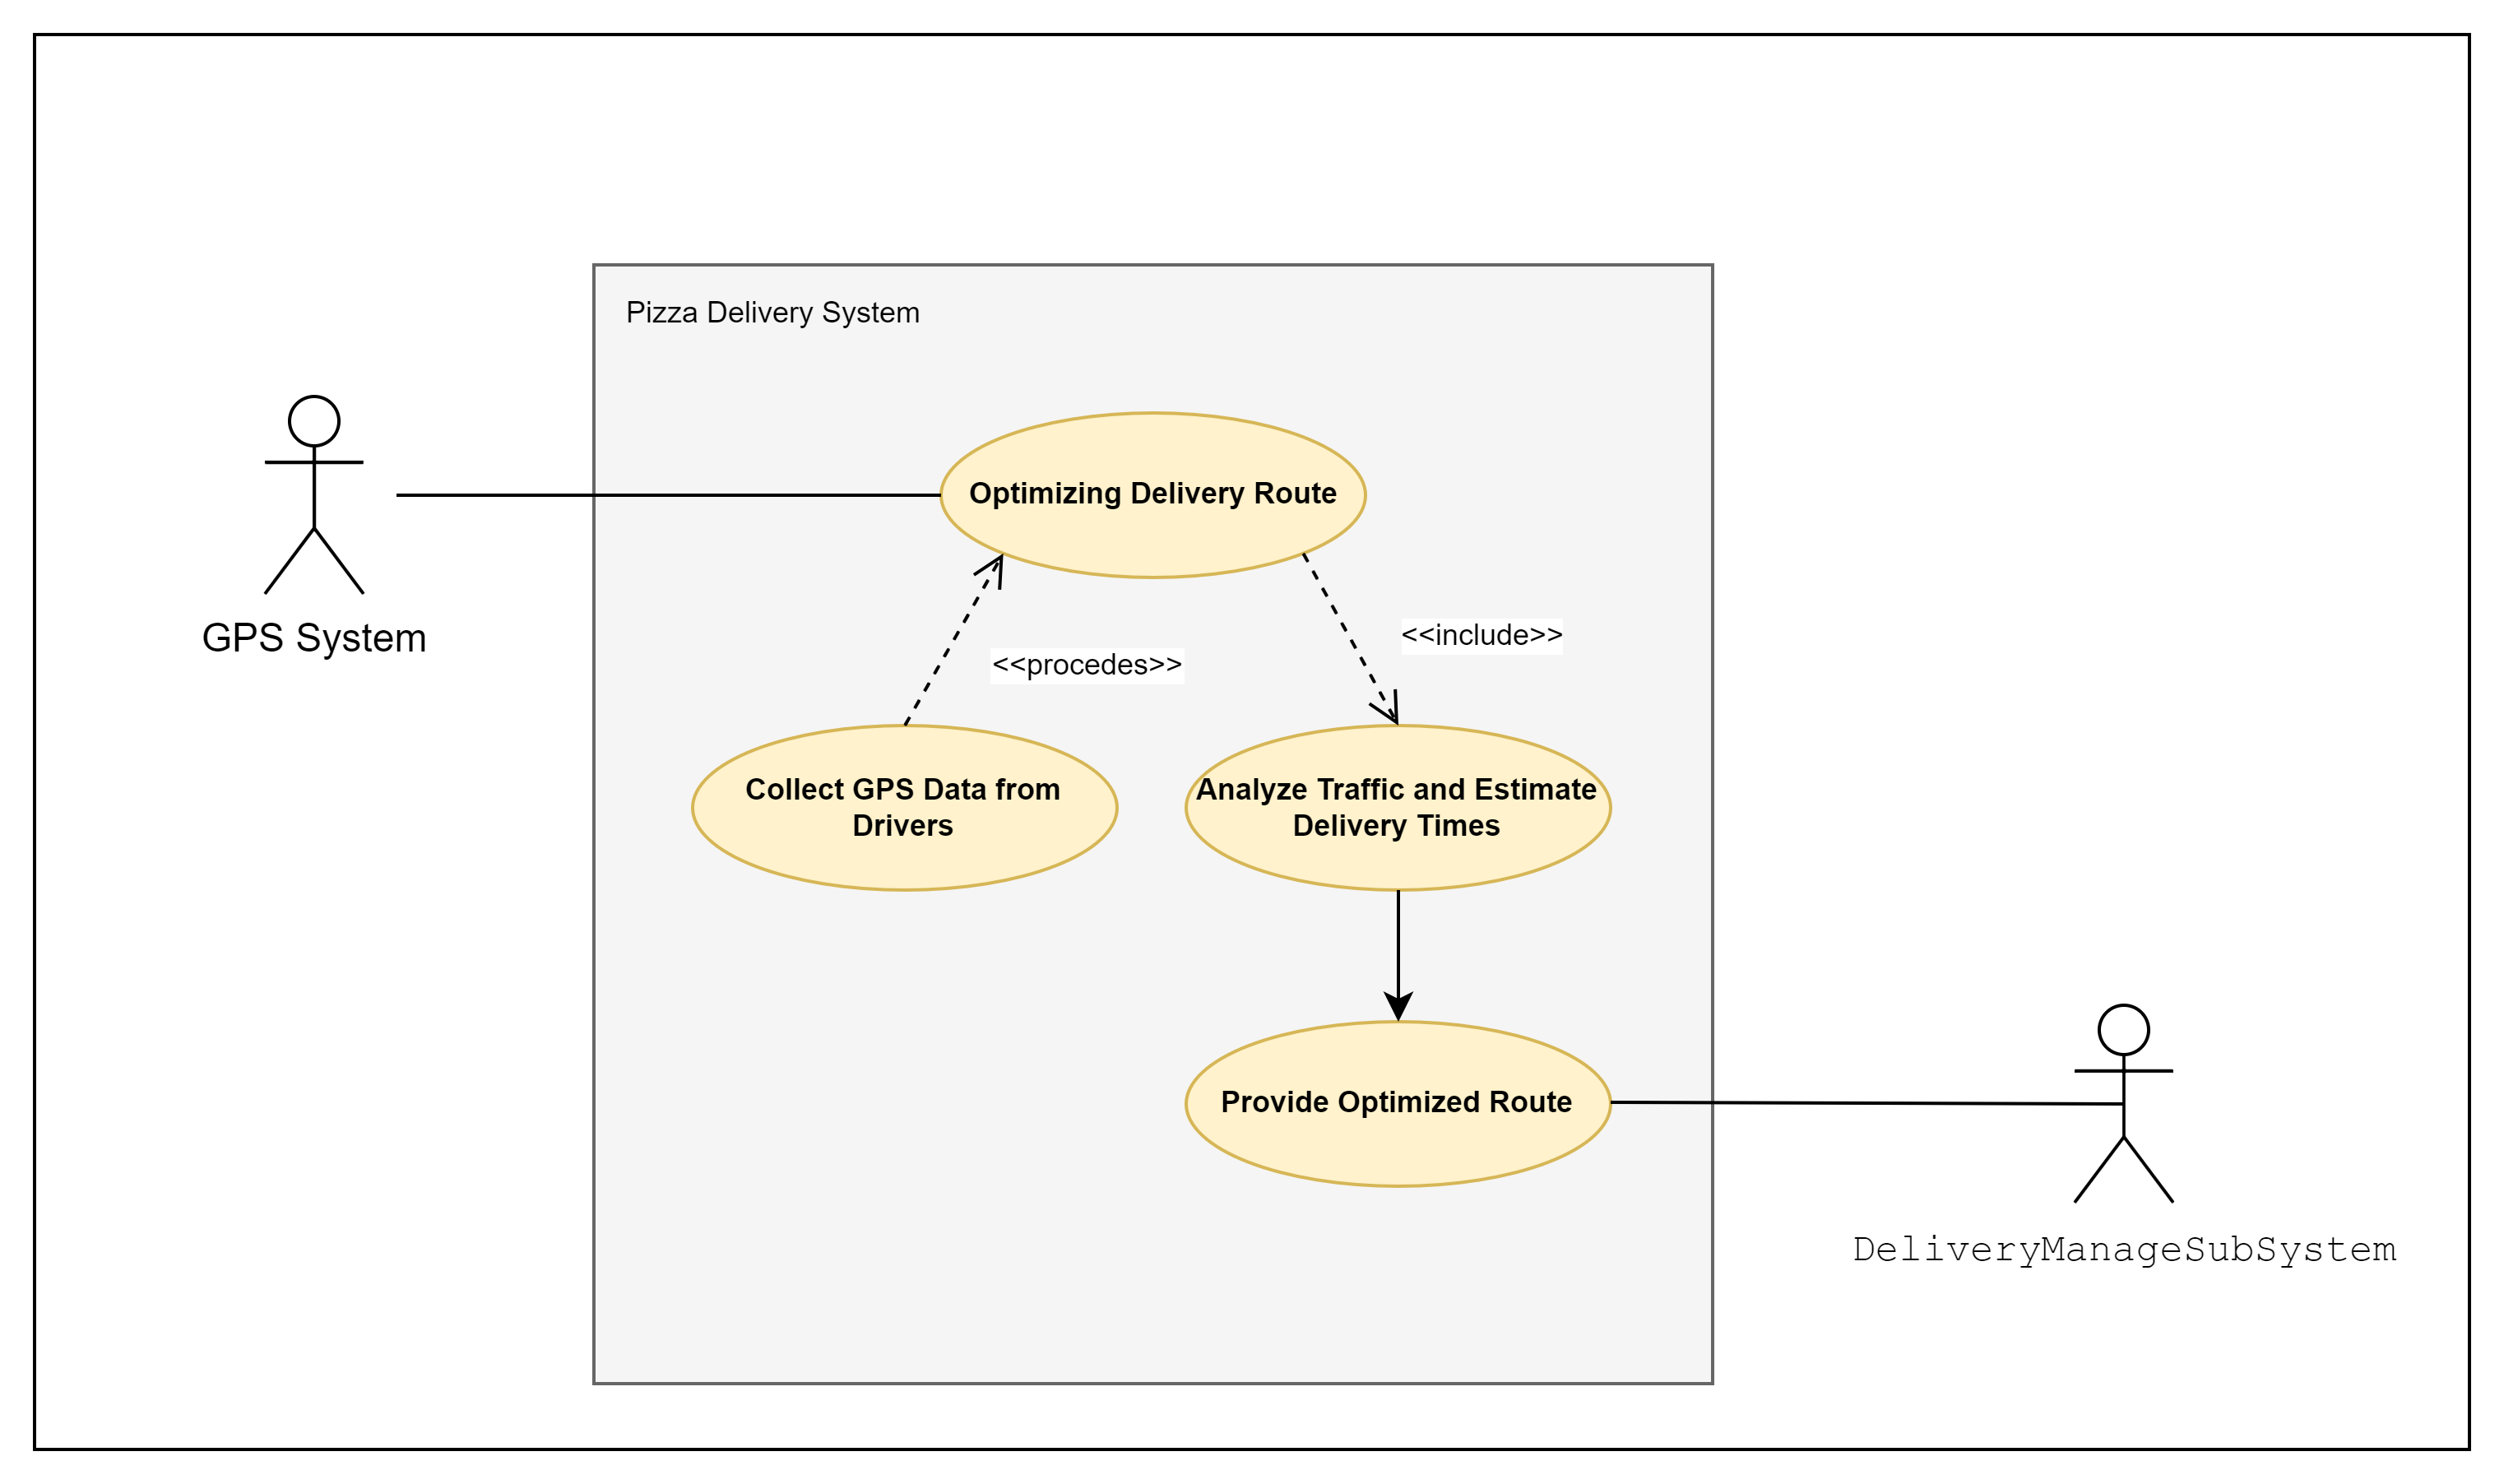 Pizza Delivery System
Optimizing Delivery Route
GPS System
<<include>>
<<procedes>>
Collect GPS Data from
Drivers
Analyze Traffic and Estimate
Delivery Times
Provide Optimized Route
DeliveryManageSubSystem